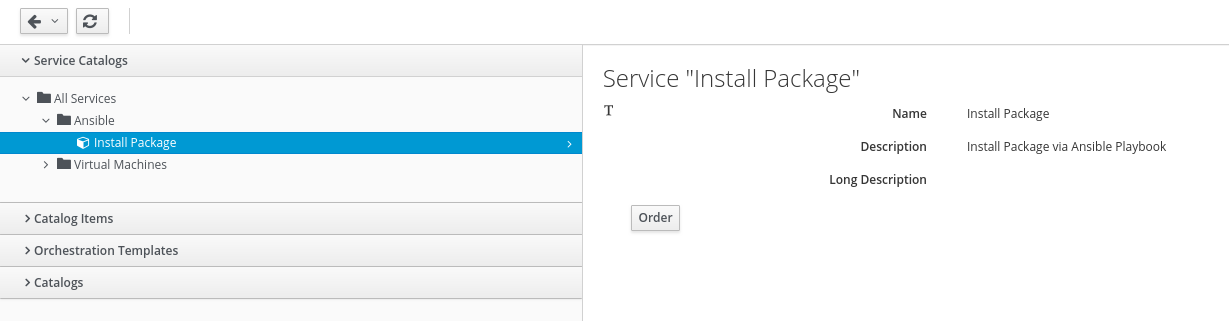 Service Catalogs
All Services
Ansible
Install Package
Virtual Machines
Catalog Items
Orchestration Templates
Catalogs
Service "Install Package"
T
Name Install Package
Description Install Package via Ansible Playbook
Long Description
Order